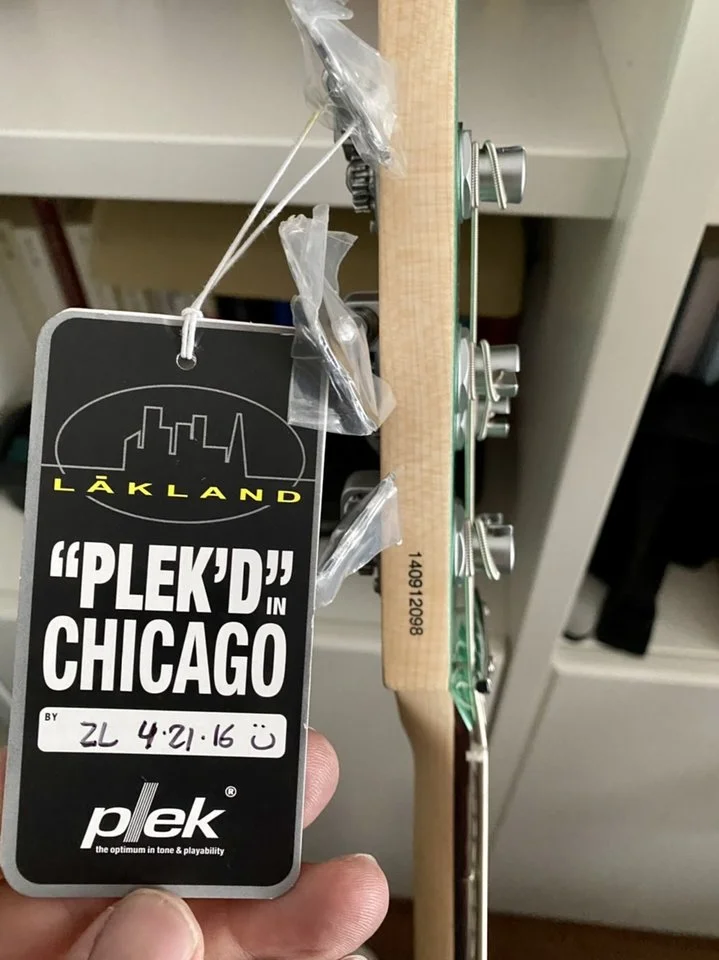 LĀKLAND
“PLEK’D” IN
CHICAGO
BY ZL 4·21·16
plek®
the optimum in tone & playability
140912098